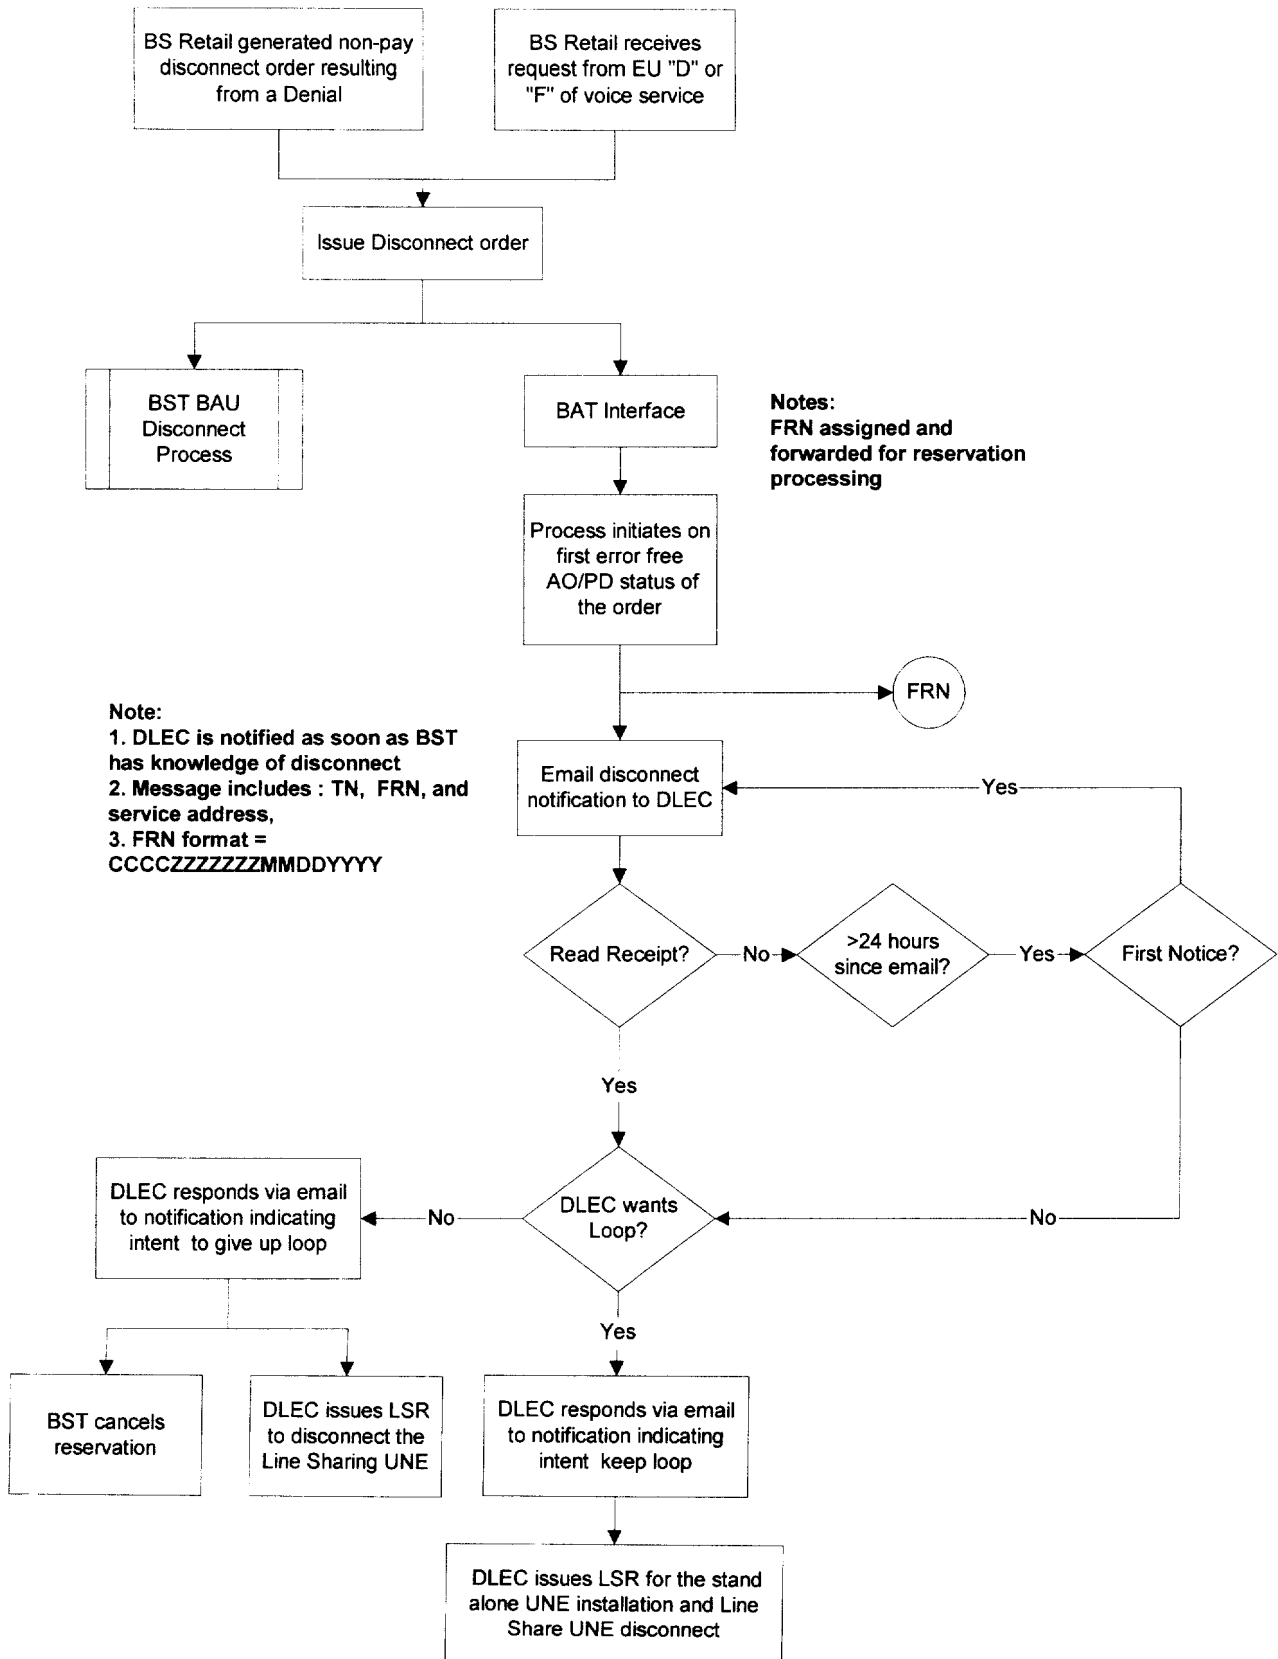 BS Retail generated non-pay
disconnect order resulting
from a Denial
BS Retail receives
request from EU "D" or
"F" of voice service
Issue Disconnect order
BST BAU
Disconnect
Process
BAT Interface
Notes:
FRN assigned and
forwarded for reservation
processing
Process initiates on
first error free
AO/PD status of
the order
FRN
Note:
1. DLEC is notified as soon as BST
has knowledge of disconnect
2. Message includes : TN, FRN, and
service address,
3. FRN format =
CCCCZZZZZZZMMDDYYYY
Email disconnect
notification to DLEC
Yes
Read Receipt?
No
>24 hours
since email?
Yes
First Notice?
Yes
DLEC responds via email
to notification indicating
intent to give up loop
No
DLEC wants
Loop?
No
Yes
BST cancels
reservation
DLEC issues LSR
to disconnect the
Line Sharing UNE
DLEC responds via email
to notification indicating
intent keep loop
DLEC issues LSR for the stand
alone UNE installation and Line
Share UNE disconnect